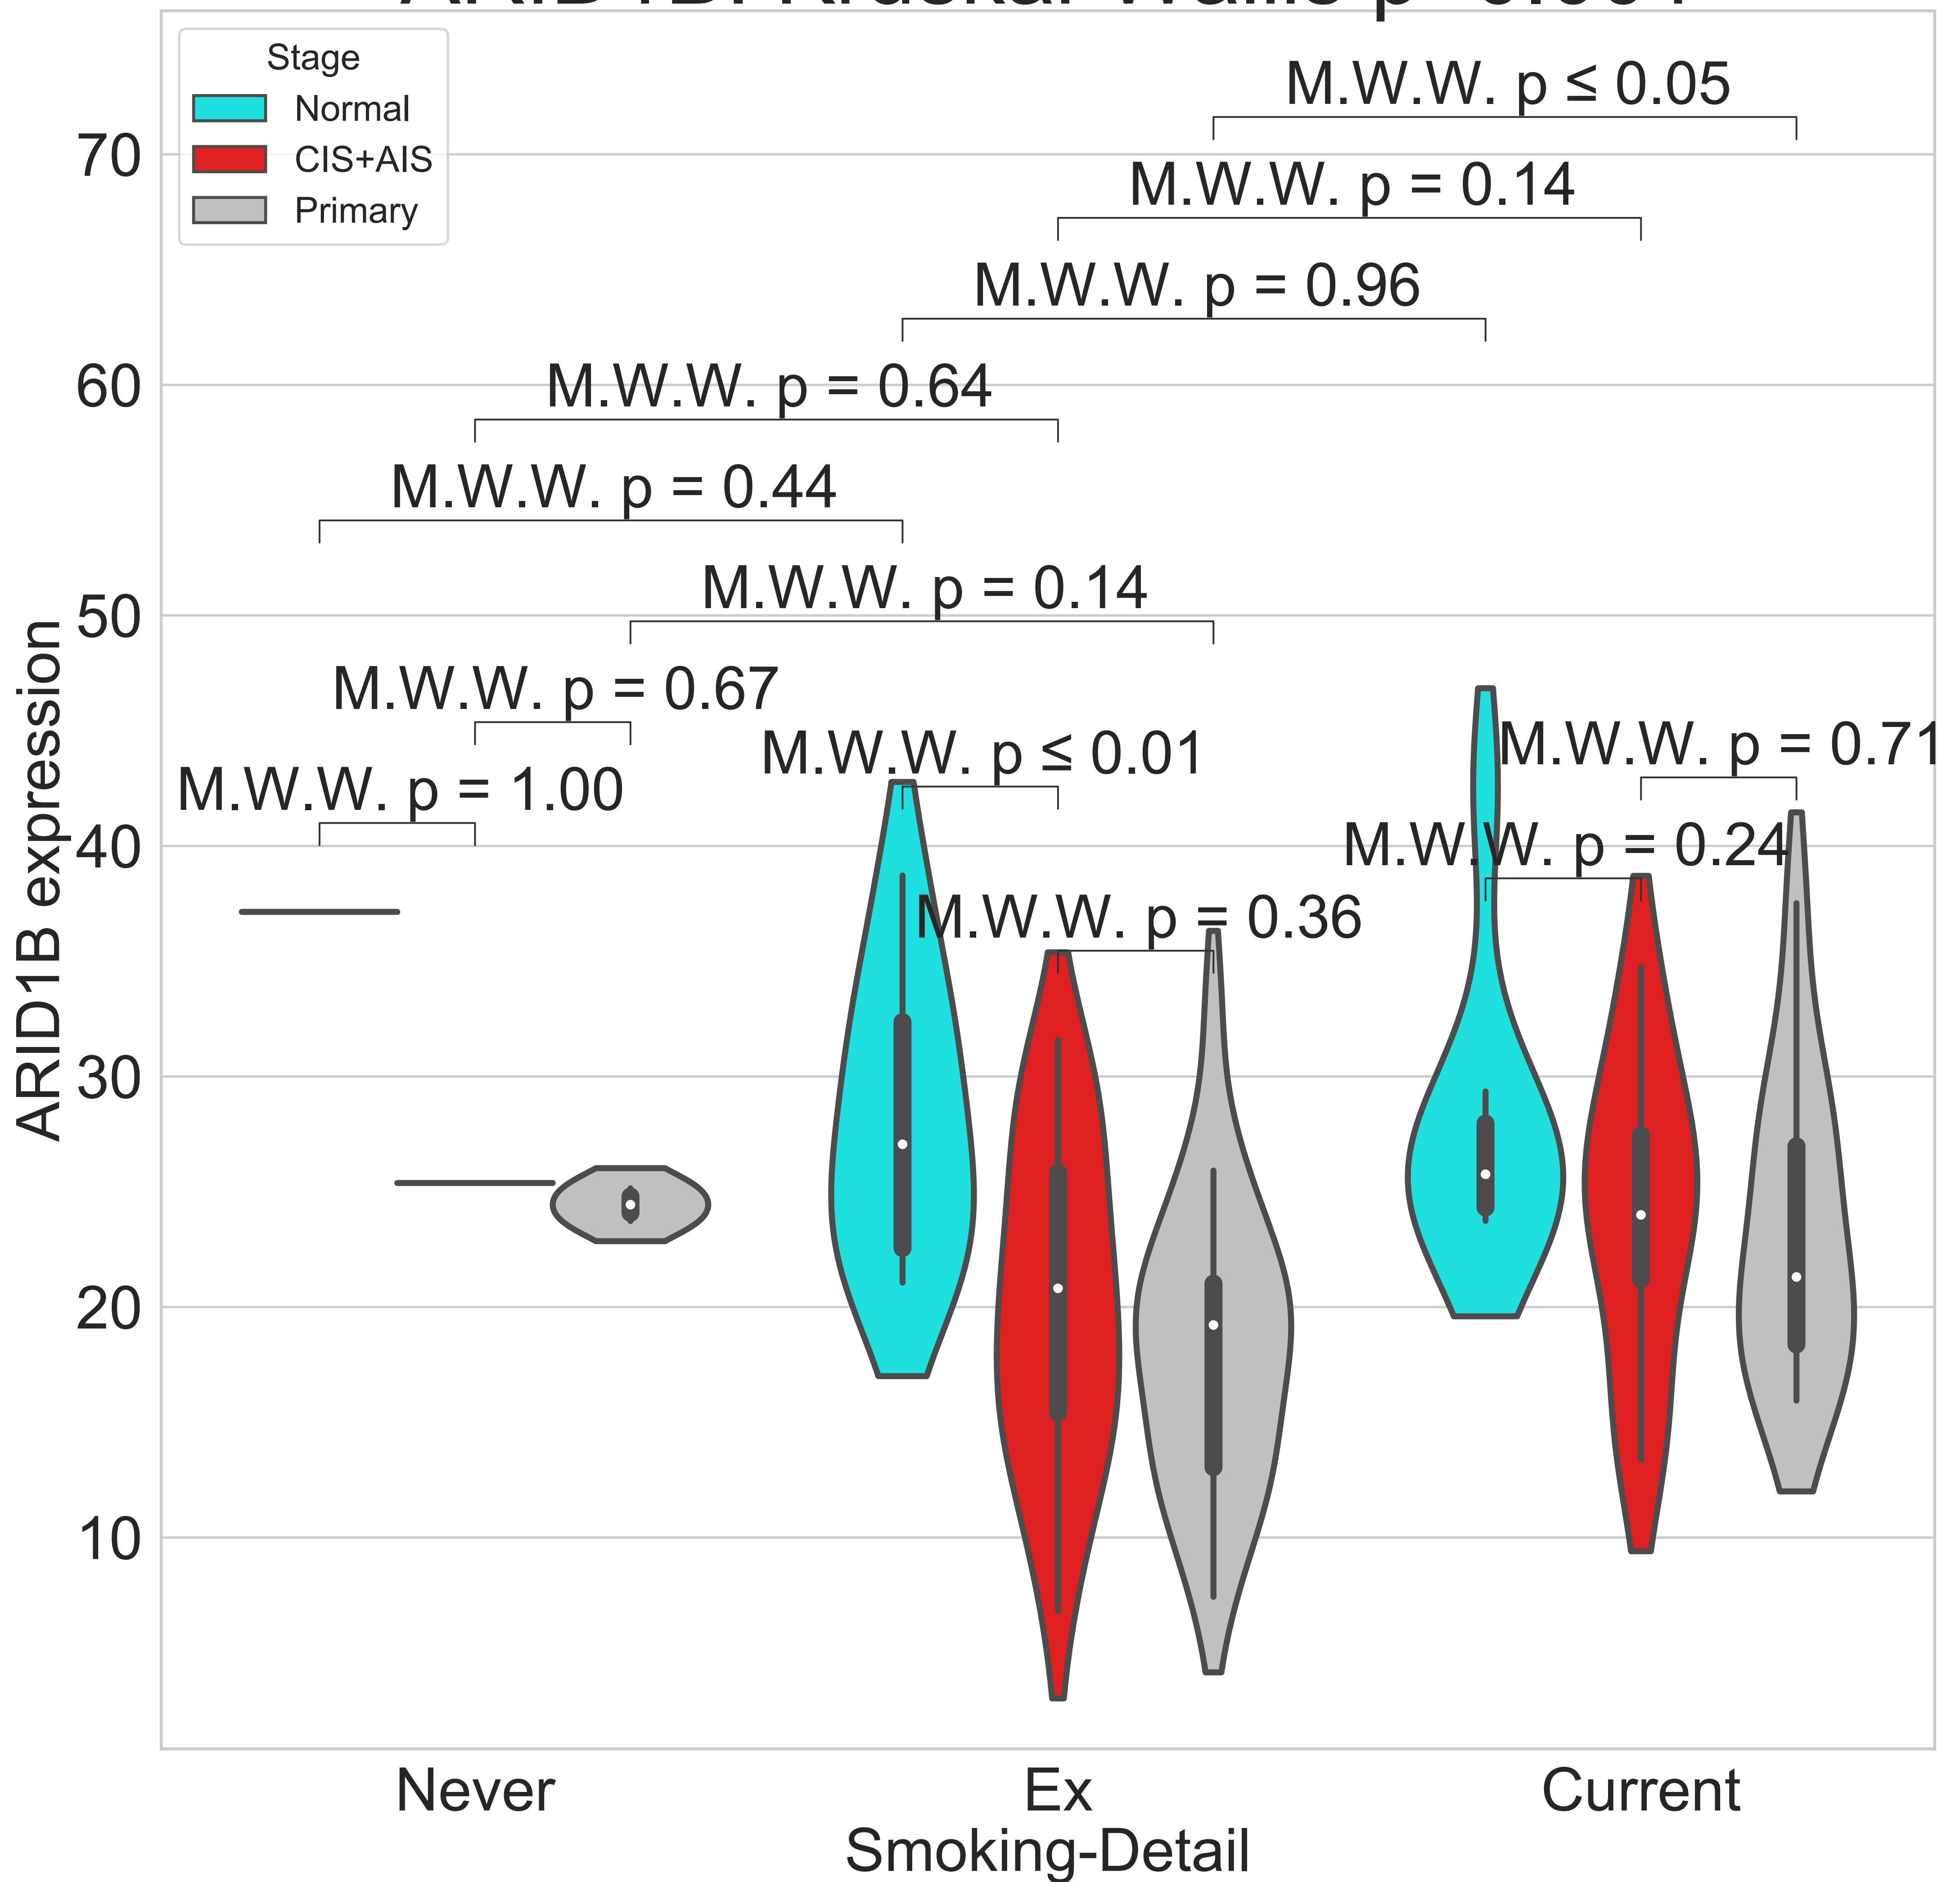 Stage
Normal
CIS+AIS
Primary
M.W.W. p ≤ 0.05
M.W.W. p = 0.14
M.W.W. p = 0.96
M.W.W. p = 0.64
M.W.W. p = 0.44
M.W.W. p = 0.14
M.W.W. p = 0.67
M.W.W. p ≤ 0.01
M.W.W. p = 0.71
M.W.W. p = 1.00
M.W.W. p = 0.24
M.W.W. p = 0.36
70
60
50
40
30
20
10
ARID1B expression
Never
Ex
Current
Smoking-Detail